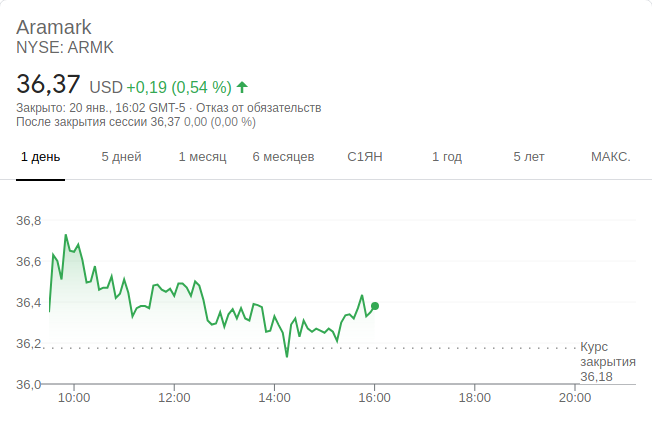 Aramark
NYSE: ARMK
36,37 USD +0,19 (0,54 %)
Закрыто: 20 янв., 16:02 GMT-5 · Отказ от обязательств
После закрытия сессии 36,37 0,00 (0,00 %)
1 день 5 дней 1 месяц 6 месяцев С1ЯН 1 год 5 лет МАКС.
36,8
36,6
36,4
36,2
Курс
закрытия
36,18
36,0
10:00 12:00 14:00 16:00 18:00 20:00